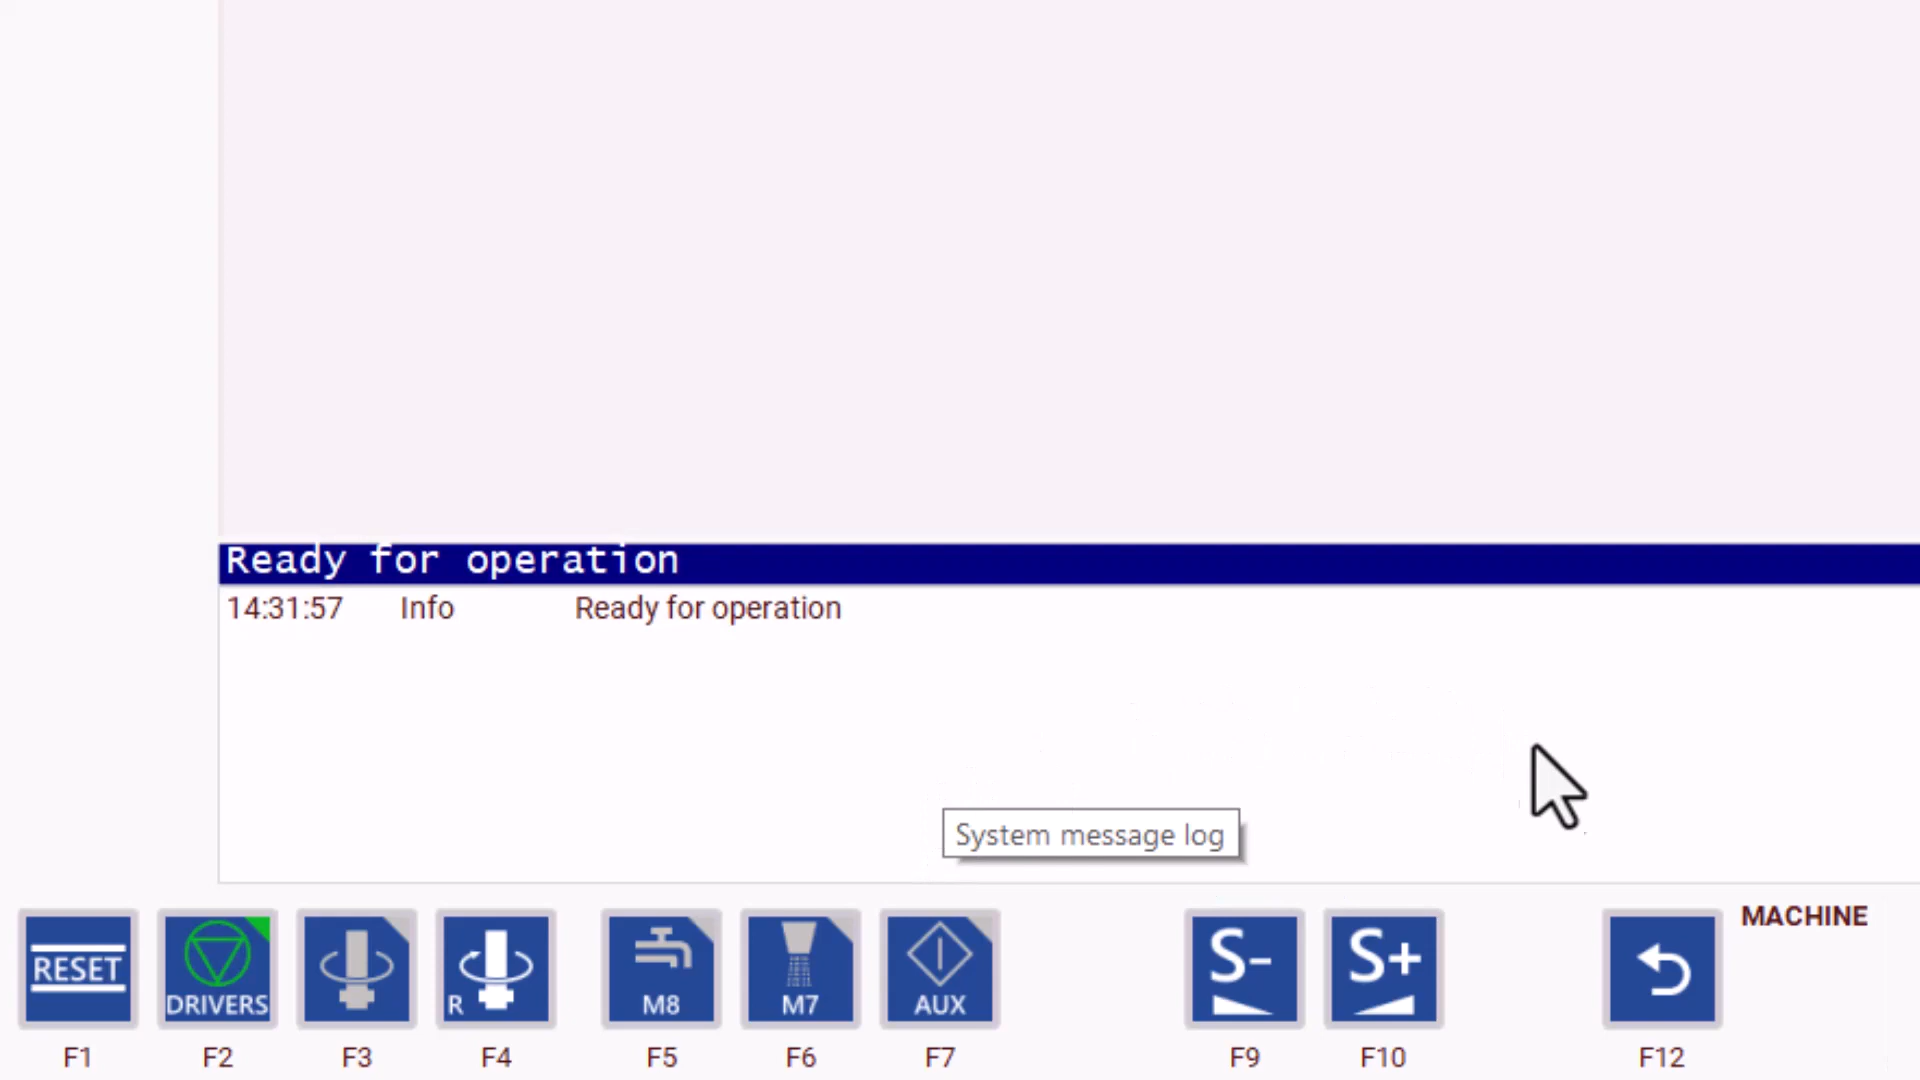 Ready for operation
14:31:57 Info Ready for operation
System message log
MACHINE
RESET DRIVERS R M8 M7 AUX S- S+
F1 F2 F3 F4 F5 F6 F7 F9 F10 F12